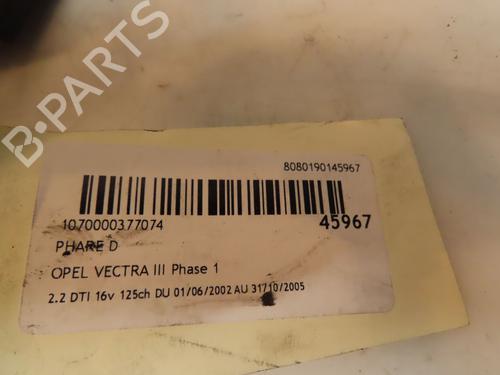 B-PARTS
8080190145967
1070000377074
45967
PHARE D
OPEL VECTRA III Phase 1
2.2 DTI 16v 125ch DU 01/06/2002 AU 31/10/2005